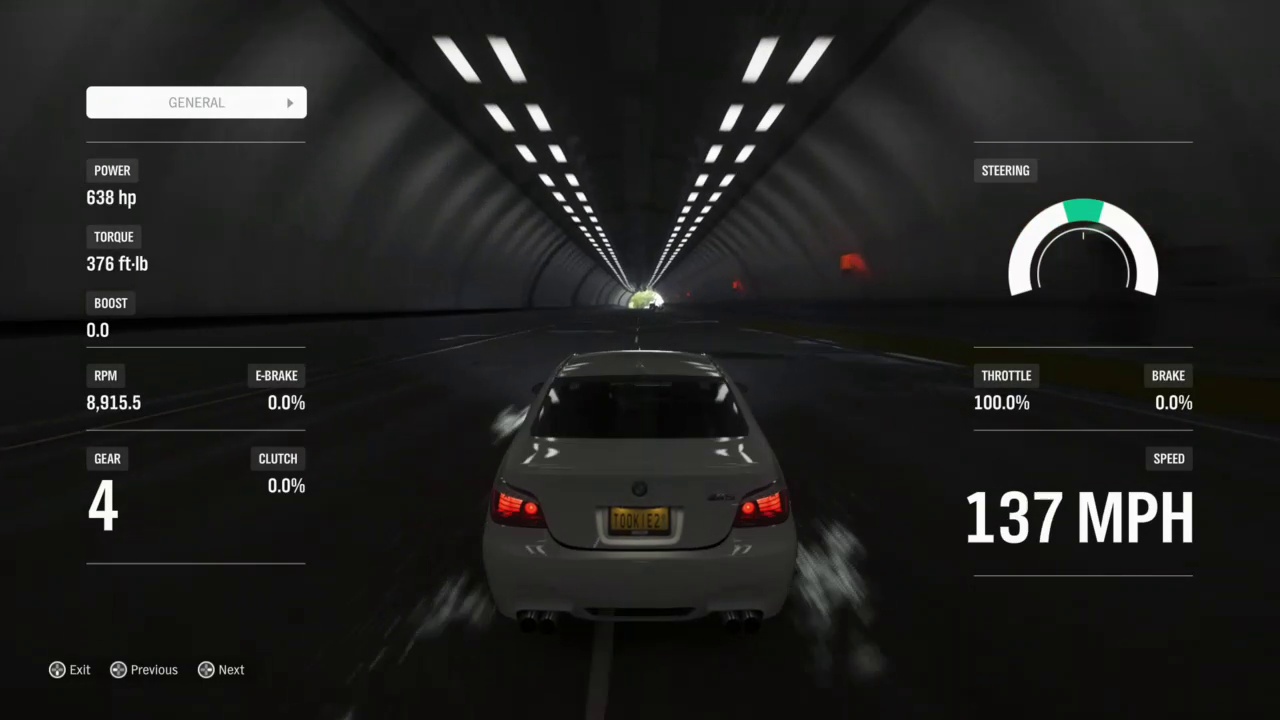 GENERAL
POWER
638 hp
TORQUE
376 ft·lb
BOOST
0.0
RPM
E-BRAKE
8,915.5
0.0%
GEAR
CLUTCH
4
0.0%
STEERING
THROTTLE
BRAKE
100.0%
0.0%
SPEED
137 MPH
TOOKIE2
Exit
Previous
Next